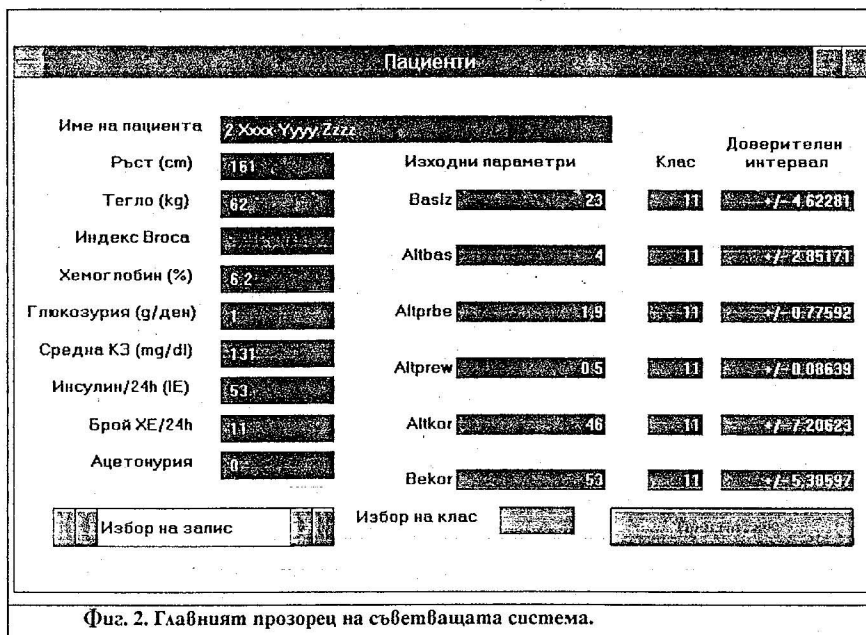 Пациенти
Име на пациента 2 Xxxx Yyyy Zzzz
Ръст (cm) 161
Тегло (kg) 62
Индекс Broca
Хемоглобин (%) 6.2
Глюкозурия (g/ден) 1
Средна КЗ (mg/dl) 131
Инсулин/24h (IE) 53
Брой ХЕ/24h 11
Ацетонурия 0
Изходни параметри Клас Доверителен интервал
BasIz 23 11 +/- 4.62281
Altbas 4 11 +/- 2.85171
Altprbe 1.9 11 +/- 0.77592
Altprew 0.5 11 +/- 0.08639
Altkor 46 11 +/- 7.20623
Bekor 53 11 +/- 5.38597
Избор на запис Избор на клас
Фиг. 2. Главният прозорец на съветващата система.